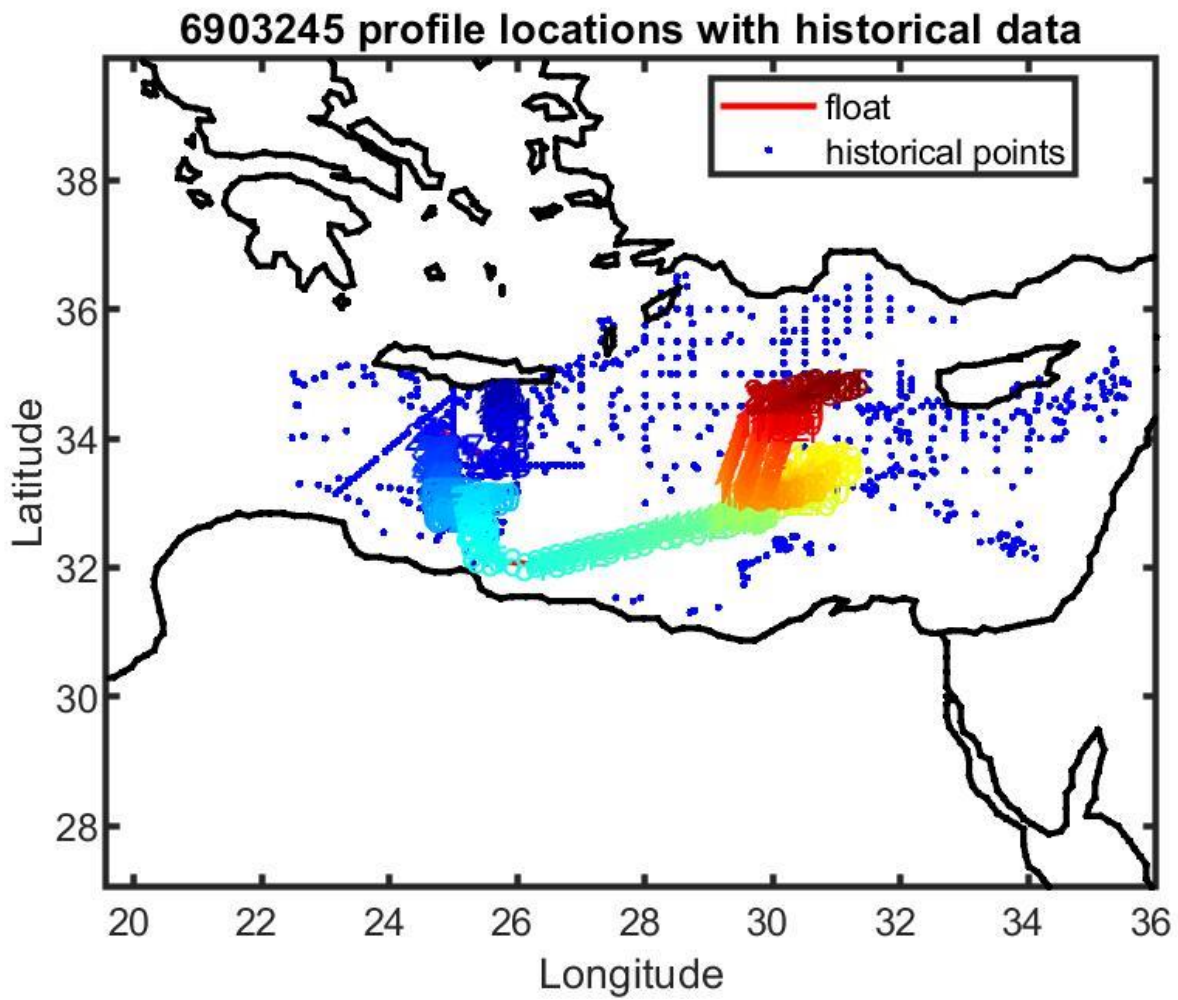 6903245 profile locations with historical data
float
historical points
38
36
34
32
30
28
Latitude
20 22 24 26 28 30 32 34 36
Longitude